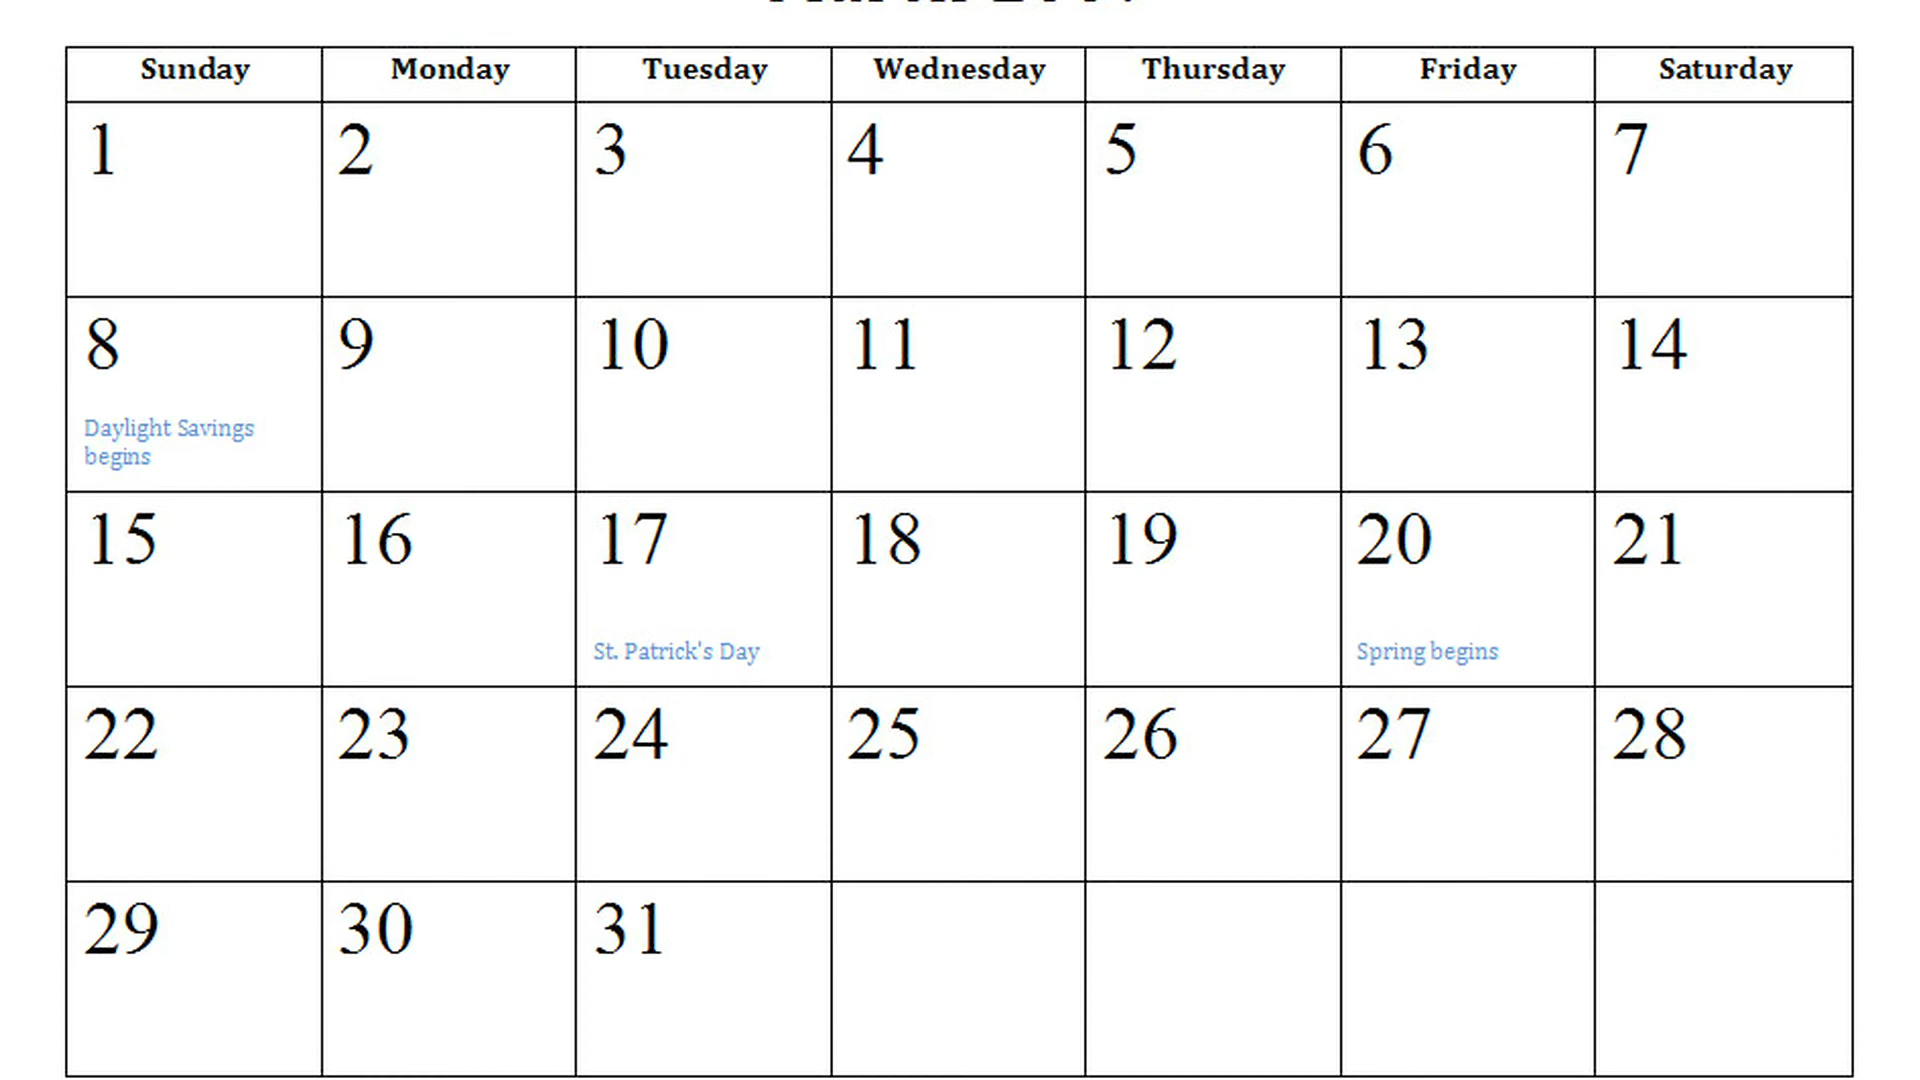 Sunday Monday Tuesday Wednesday Thursday Friday Saturday
1 2 3 4 5 6 7
8 9 10 11 12 13 14
Daylight Savings
begins
15 16 17 18 19 20 21
St. Patrick's Day Spring begins
22 23 24 25 26 27 28
29 30 31